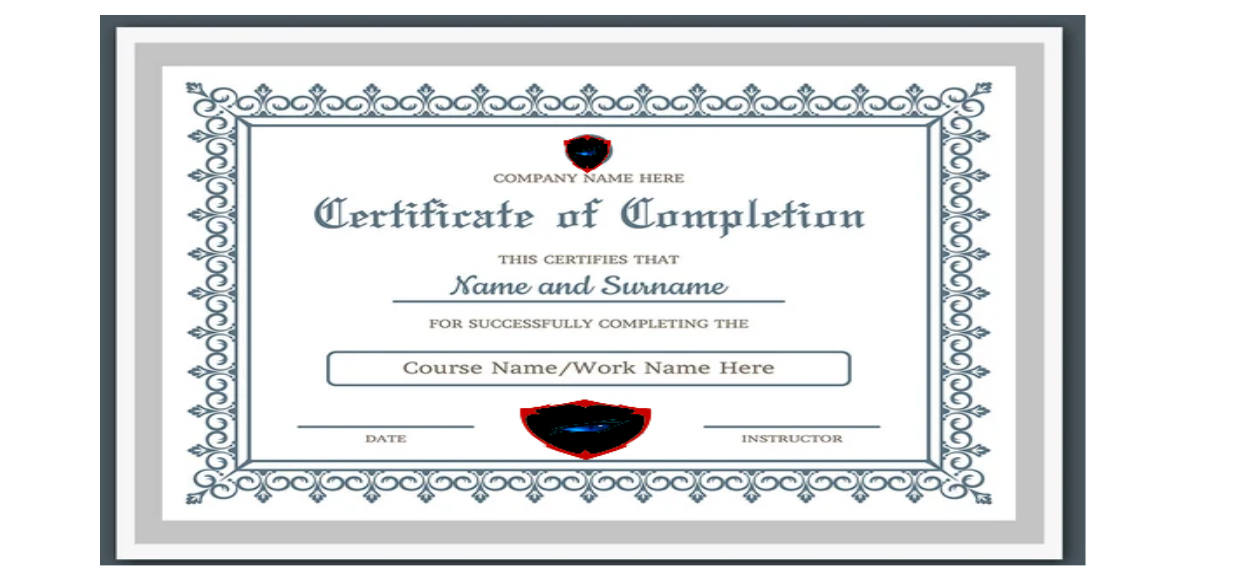 COMPANY NAME HERE
Certificate of Completion
THIS CERTIFIES THAT
Name and Surname
FOR SUCCESSFULLY COMPLETING THE
Course Name/Work Name Here
DATE
INSTRUCTOR